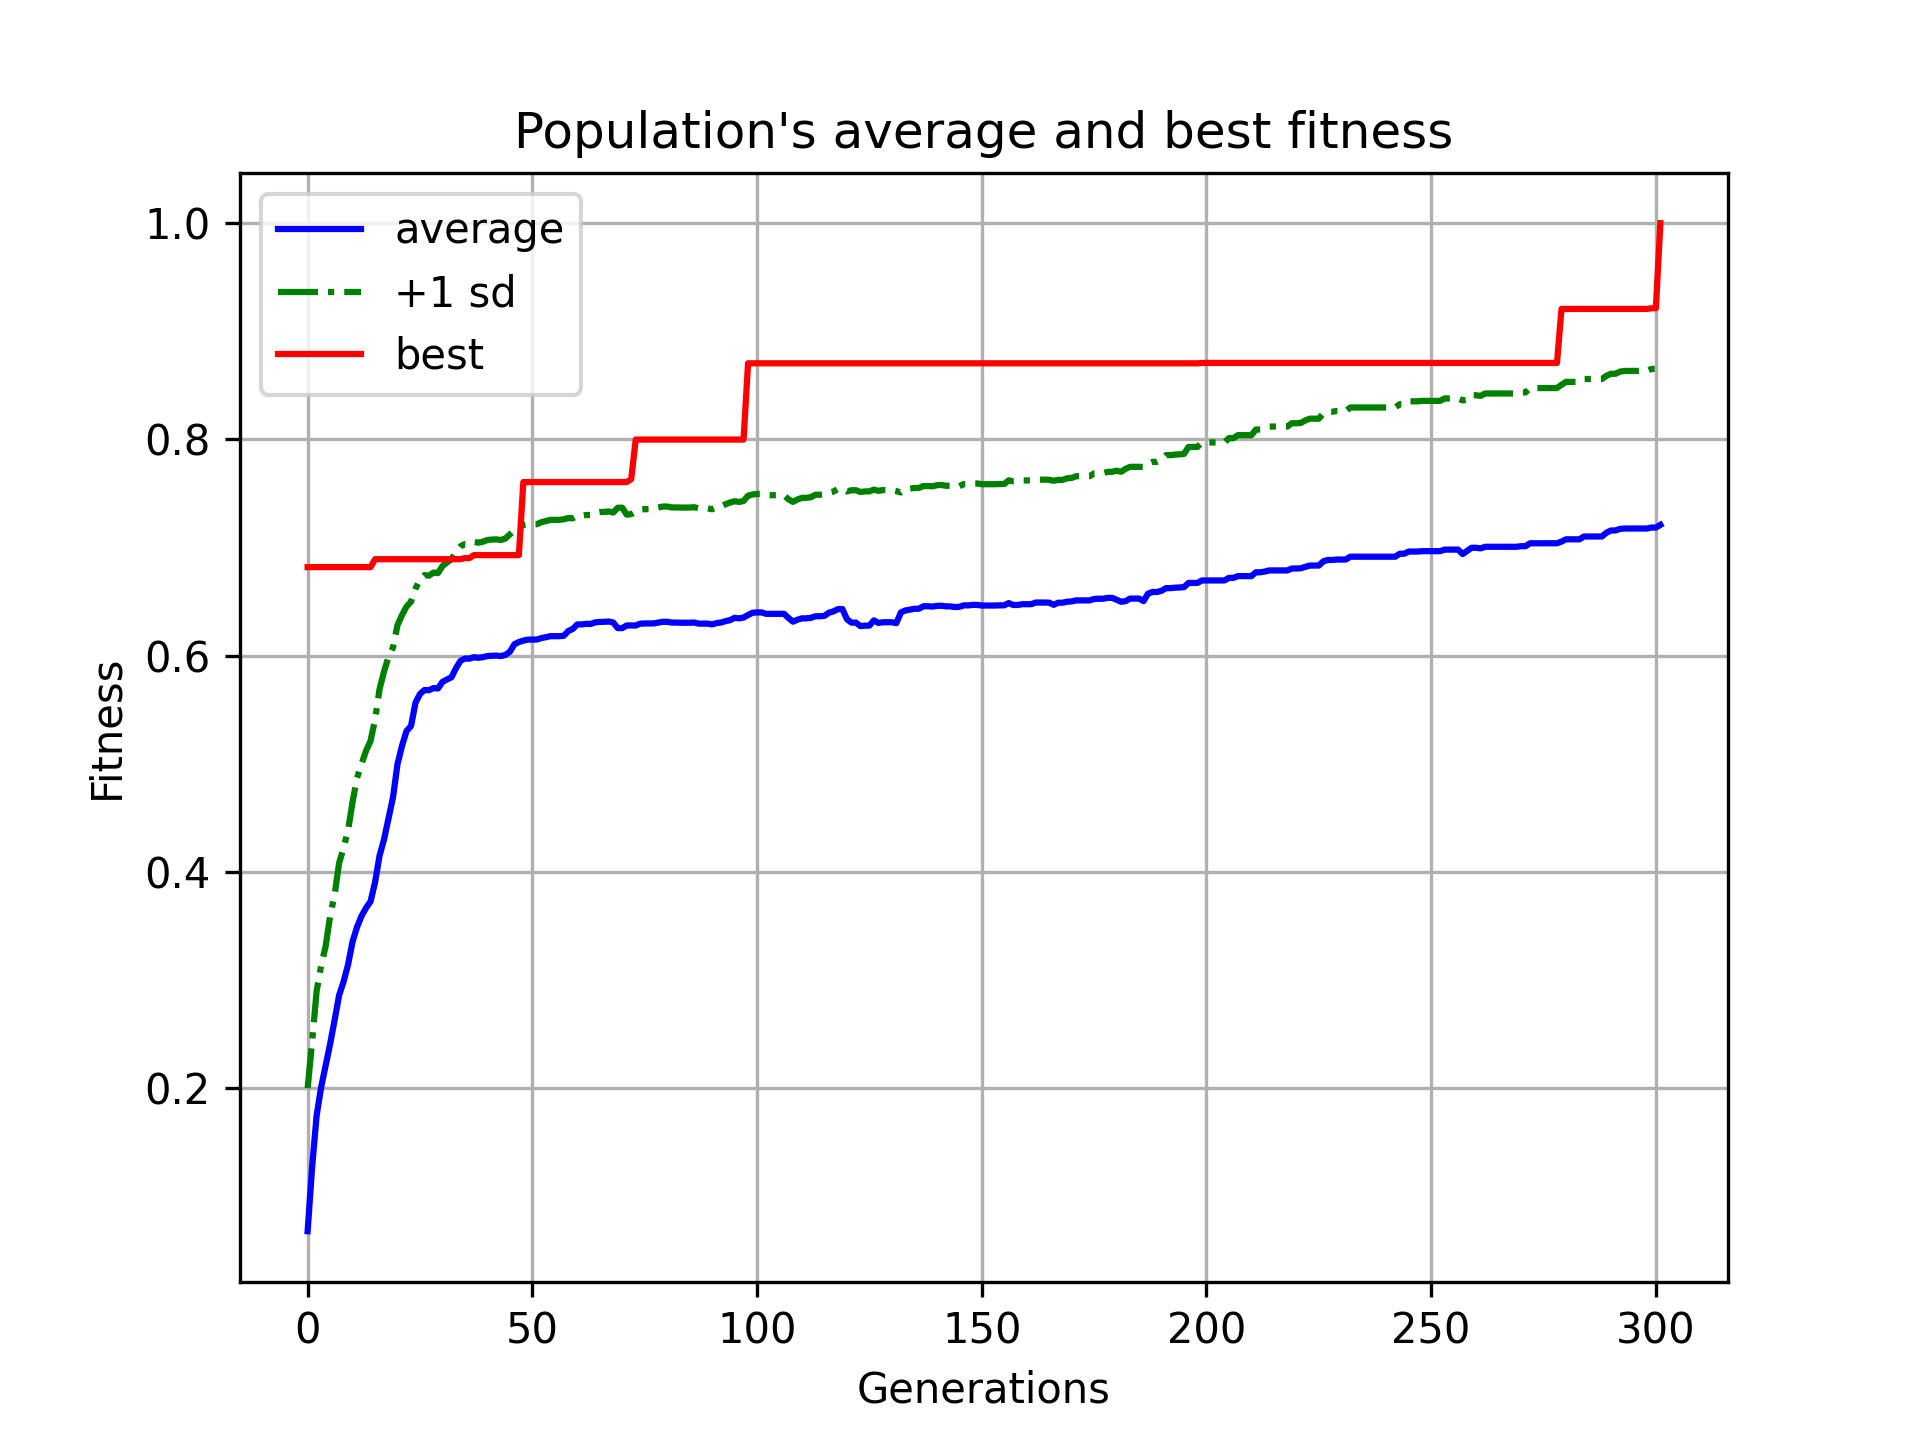 Population's average and best fitness
average
+1 sd
best
1.0
0.8
0.6
0.4
0.2
Fitness
0 50 100 150 200 250 300
Generations